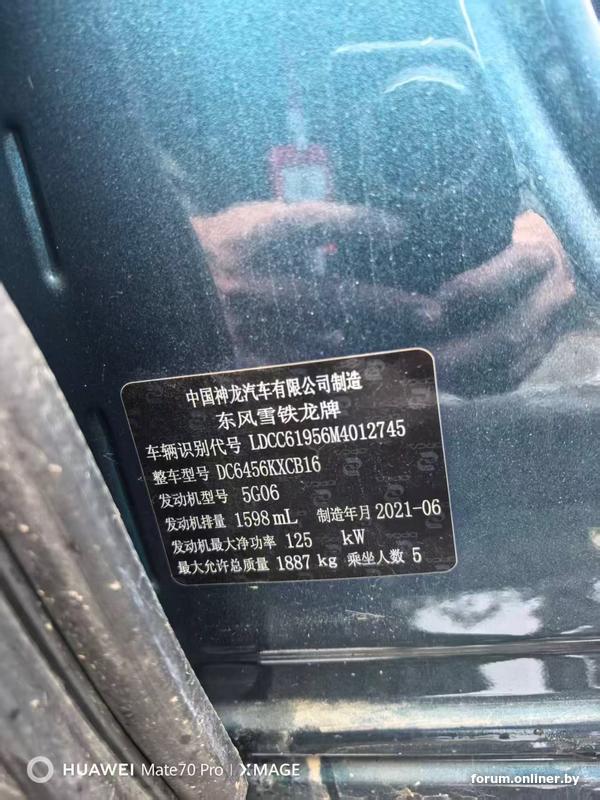 中国神龙汽车有限公司制造
东风雪铁龙牌
车辆识别代号 LDCC61956M4012745
整车型号 DC6456KXCB16
发动机型号 5G06
发动机排量 1598 mL 制造年月 2021-06
发动机最大净功率 125 kW
最大允许总质量 1887 kg 乘坐人数 5
HUAWEI Mate70 Pro | XMAGE
forum.onliner.by